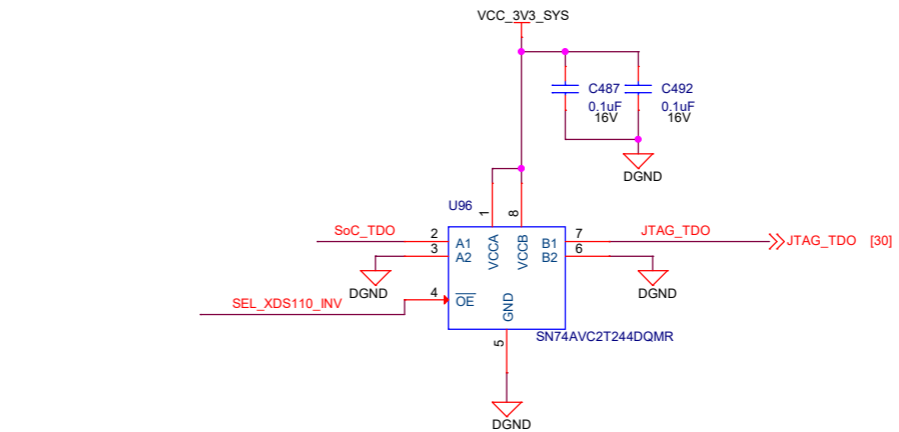 VCC_3V3_SYS
C487
0.1uF
16V
C492
0.1uF
16V
DGND
U96
1
8
SoC_TDO
2
A1
VCCA
VCCB
B1
7
JTAG_TDO
JTAG_TDO [30]
3
A2
B2
6
DGND
DGND
SEL_XDS110_INV
4
OE
GND
SN74AVC2T244DQMR
5
DGND